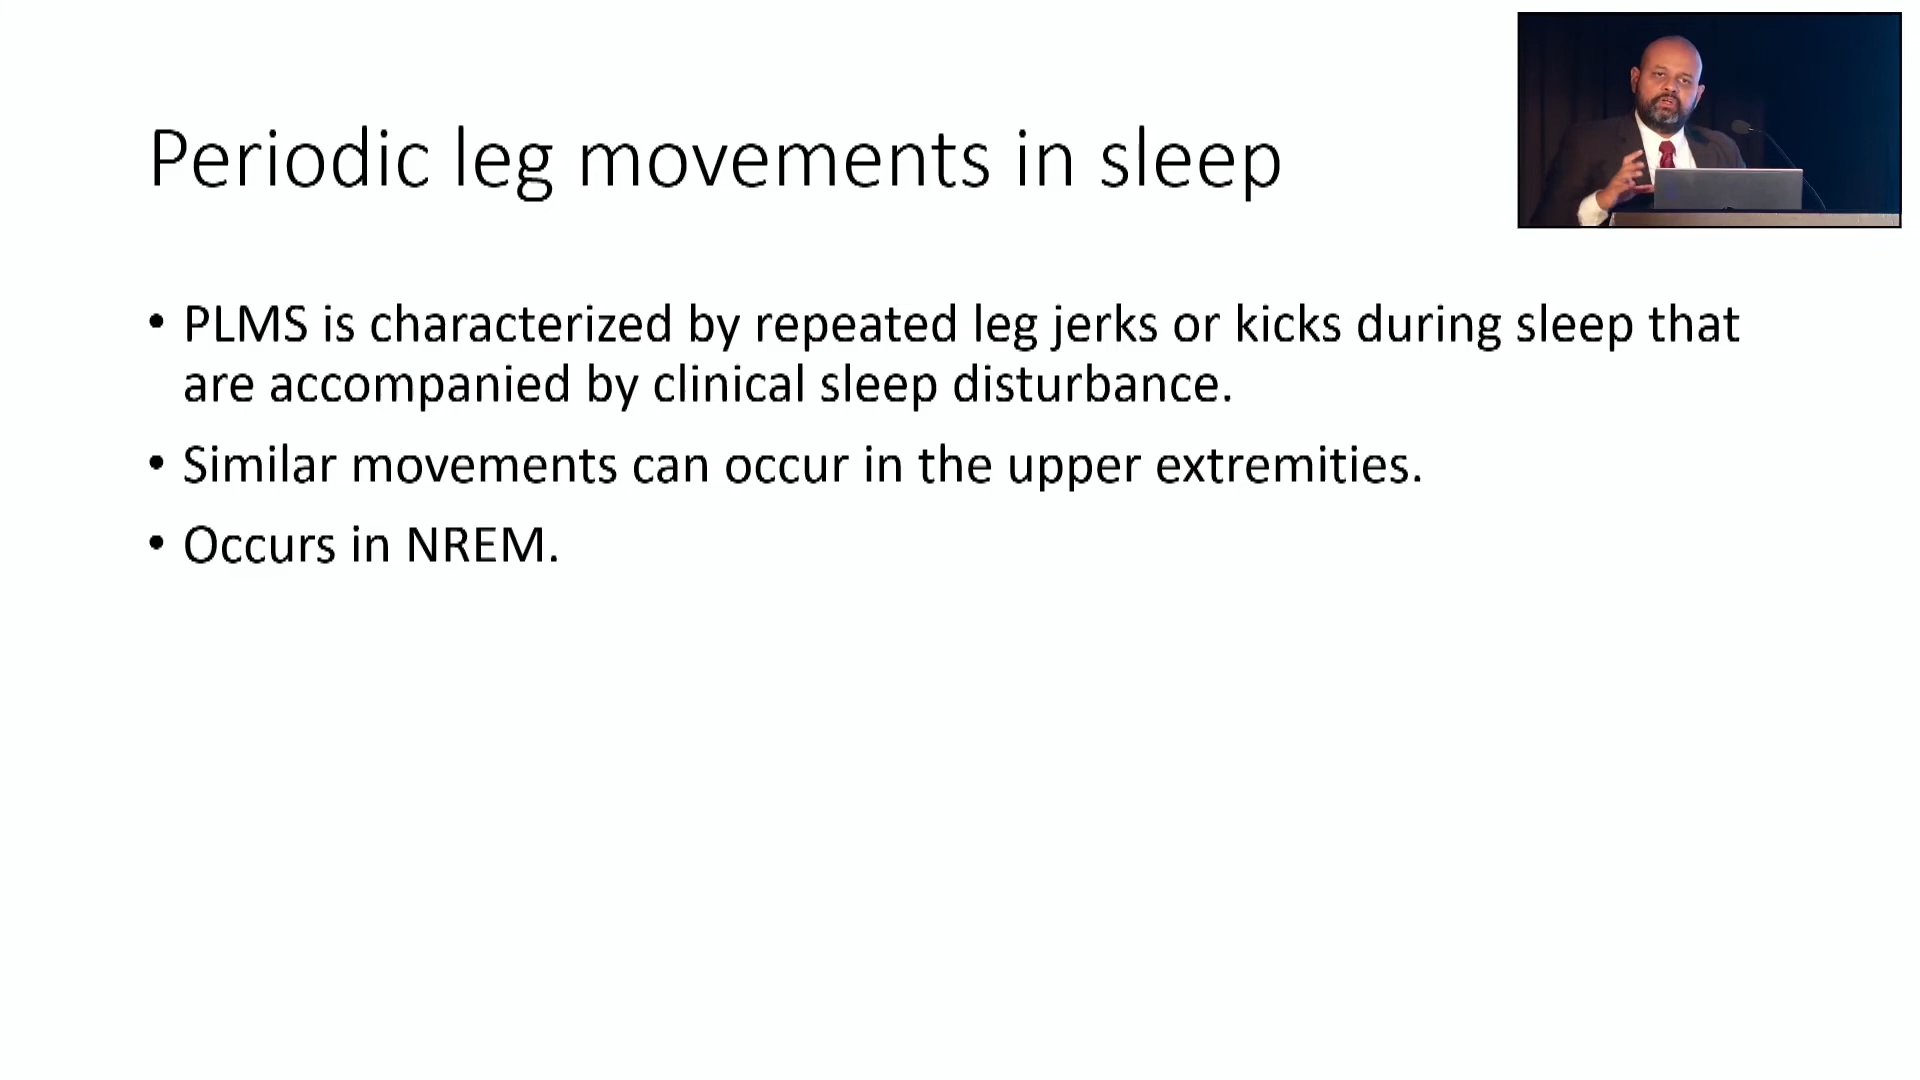 Periodic leg movements in sleep
• PLMS is characterized by repeated leg jerks or kicks during sleep that
are accompanied by clinical sleep disturbance.
• Similar movements can occur in the upper extremities.
• Occurs in NREM.